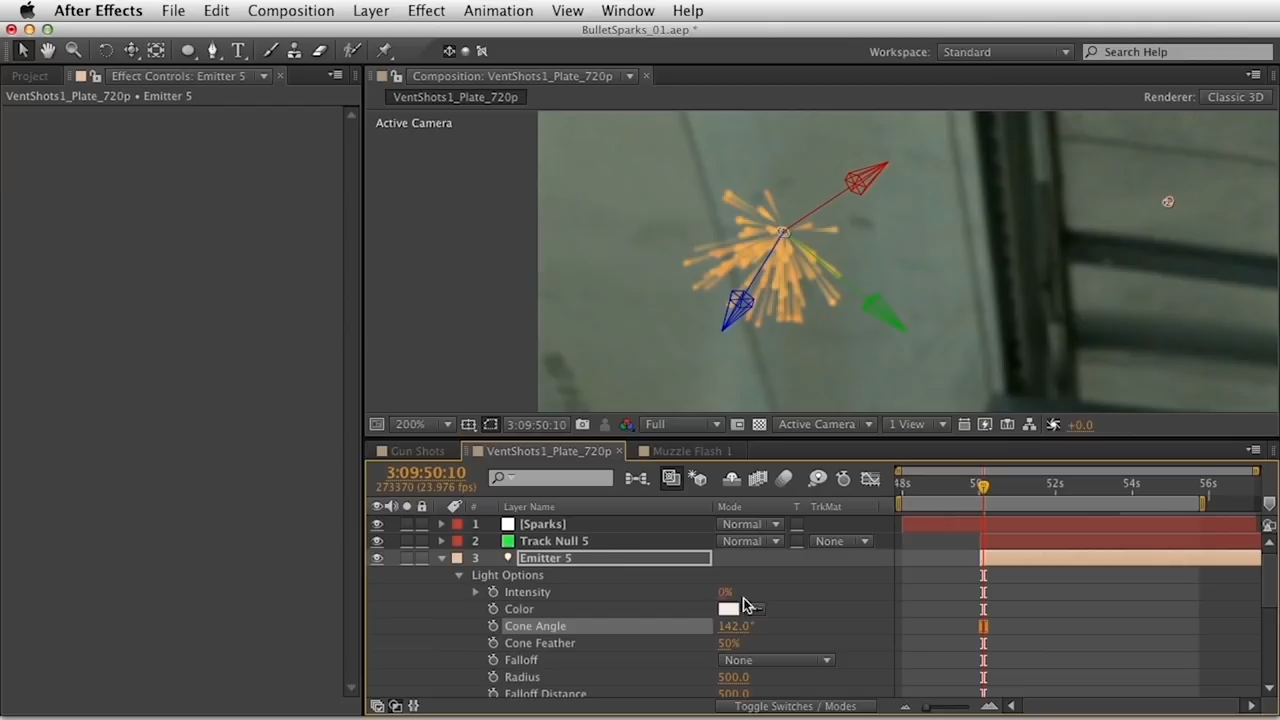 After Effects File Edit Composition Layer Effect Animation View Window Help
BulletSparks_01.aep *
Workspace: Standard Search Help
Project Effect Controls: Emitter 5 Composition: VentShots1_Plate_720p
VentShots1_Plate_720p • Emitter 5 VentShots1_Plate_720p Renderer: Classic 3D
Active Camera
200% 3:09:50:10 Full Active Camera 1 View +0.0
Gun Shots VentShots1_Plate_720p Muzzle Flash 1
3:09:50:10
273370 (23.976 fps)
48s 52s 54s 56s
# Layer Name Mode T TrkMat
1 [Sparks] Normal
2 Track Null 5 Normal None
3 Emitter 5
Light Options
Intensity 0%
Color
Cone Angle 142.0°
Cone Feather 50%
Falloff None
Radius 500.0
Falloff Distance 500.0
Toggle Switches / Modes